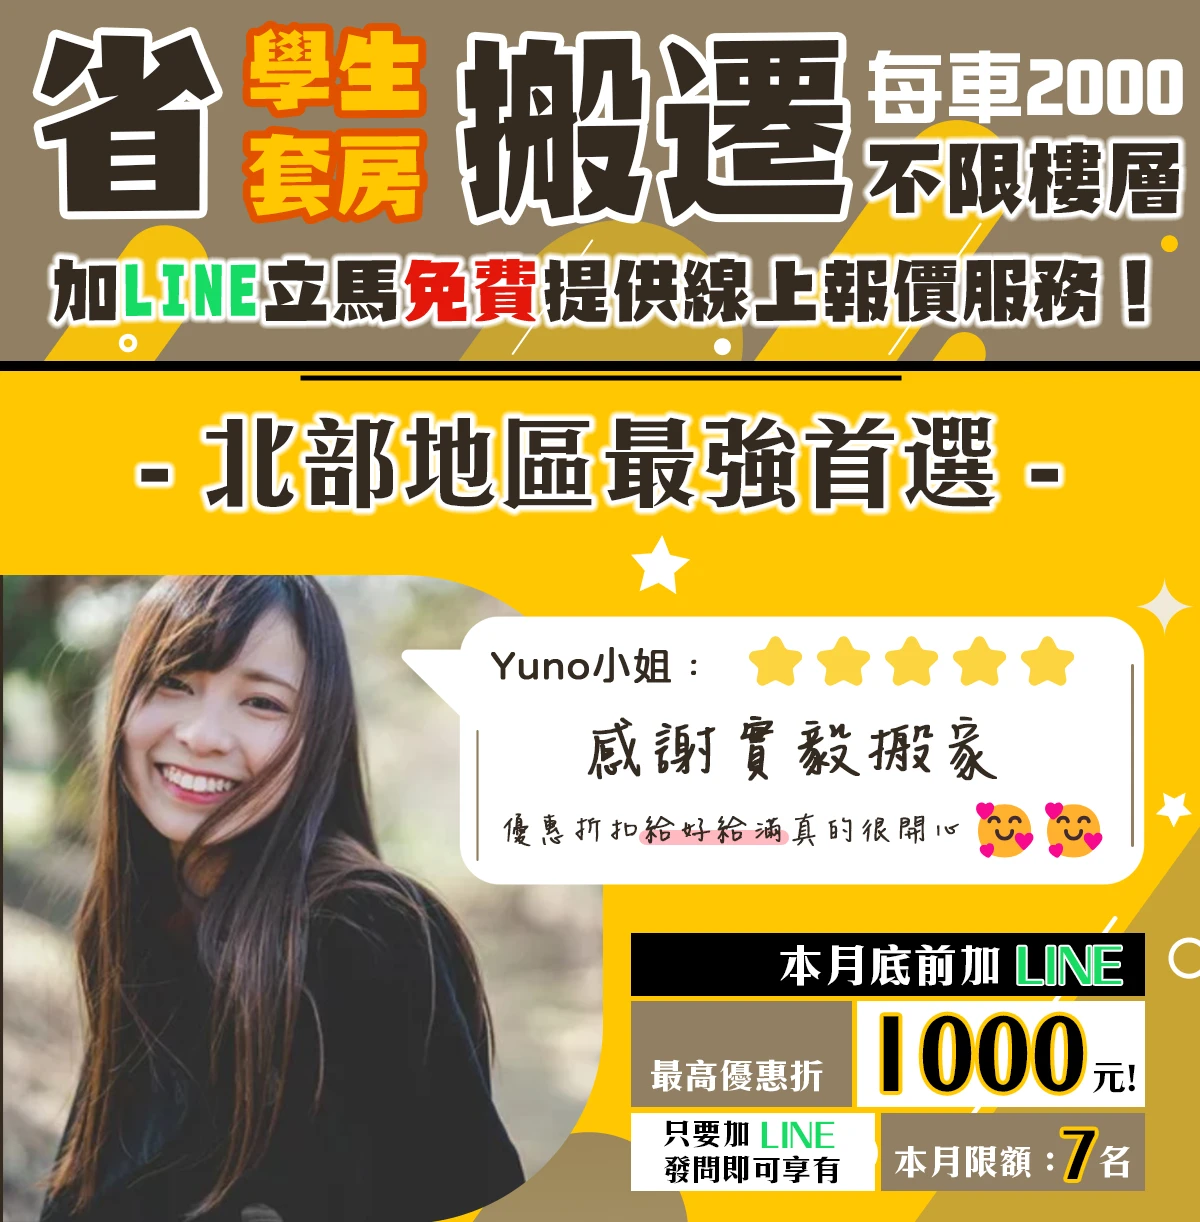 省 學生套房 搬遷 每車2000
不限樓層
加LINE立馬免費提供線上報價服務！
- 北部地區最強首選 -
Yuno小姐：
感謝實毅搬家
優惠折扣給好給滿真的很開心
本月底前加 LINE
最高優惠折 1000元!
只要加 LINE
發問即可享有
本月限額：7名